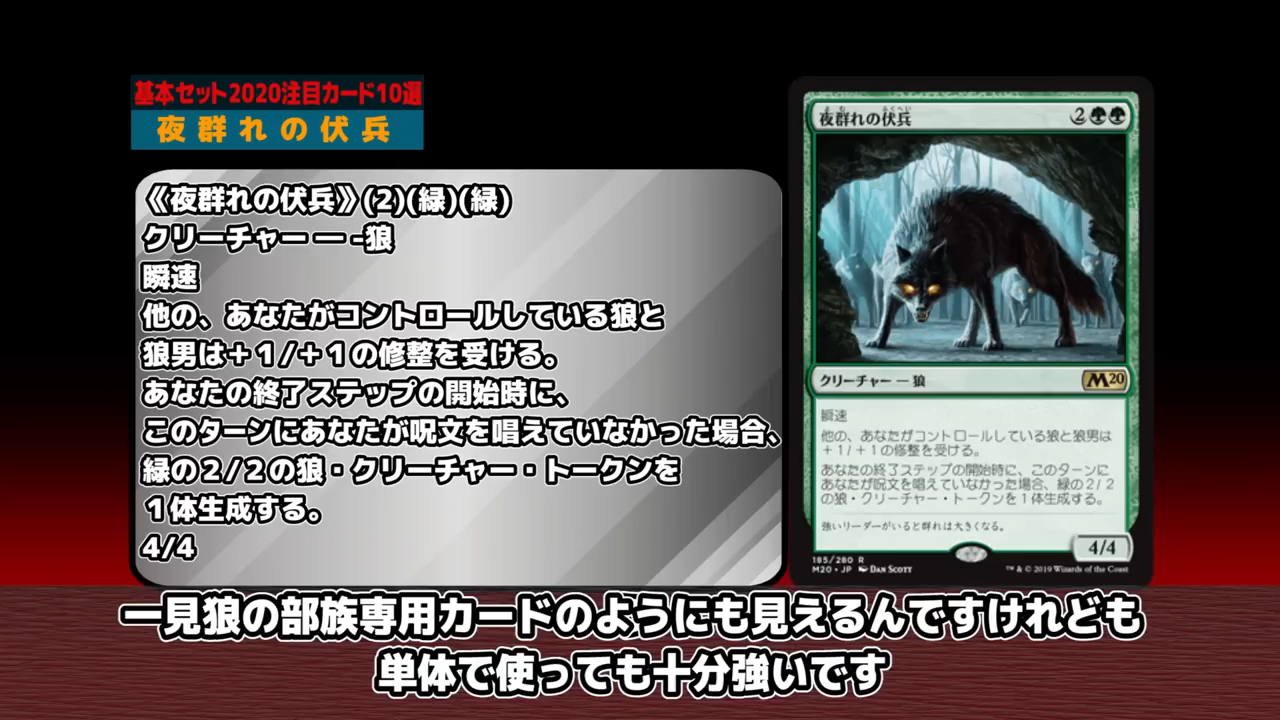 基本セット2020注目カード10選
夜群れの伏兵
《夜群れの伏兵》(2)(緑)(緑)
クリーチャー ー -狼
瞬速
他の、あなたがコントロールしている狼と
狼男は＋１/＋１の修整を受ける。
あなたの終了ステップの開始時に、
このターンにあなたが呪文を唱えていなかった場合、
緑の２/２の狼・クリーチャー・トークンを
１体生成する。
4/4
夜群れの伏兵
2
クリーチャー — 狼
M20
瞬速
他の、あなたがコントロールしている狼と狼男は
＋１/＋１の修整を受ける。
あなたの終了ステップの開始時に、このターンに
あなたが呪文を唱えていなかった場合、緑の２/２
の狼・クリーチャー・トークンを１体生成する。
強いリーダーがいると群れは大きくなる。
4/4
185/280 R
M20・JP DAN SCOTT
™ & © 2019 Wizards of the Coast
一見狼の部族専用カードのようにも見えるんですけれども
単体で使っても十分強いです